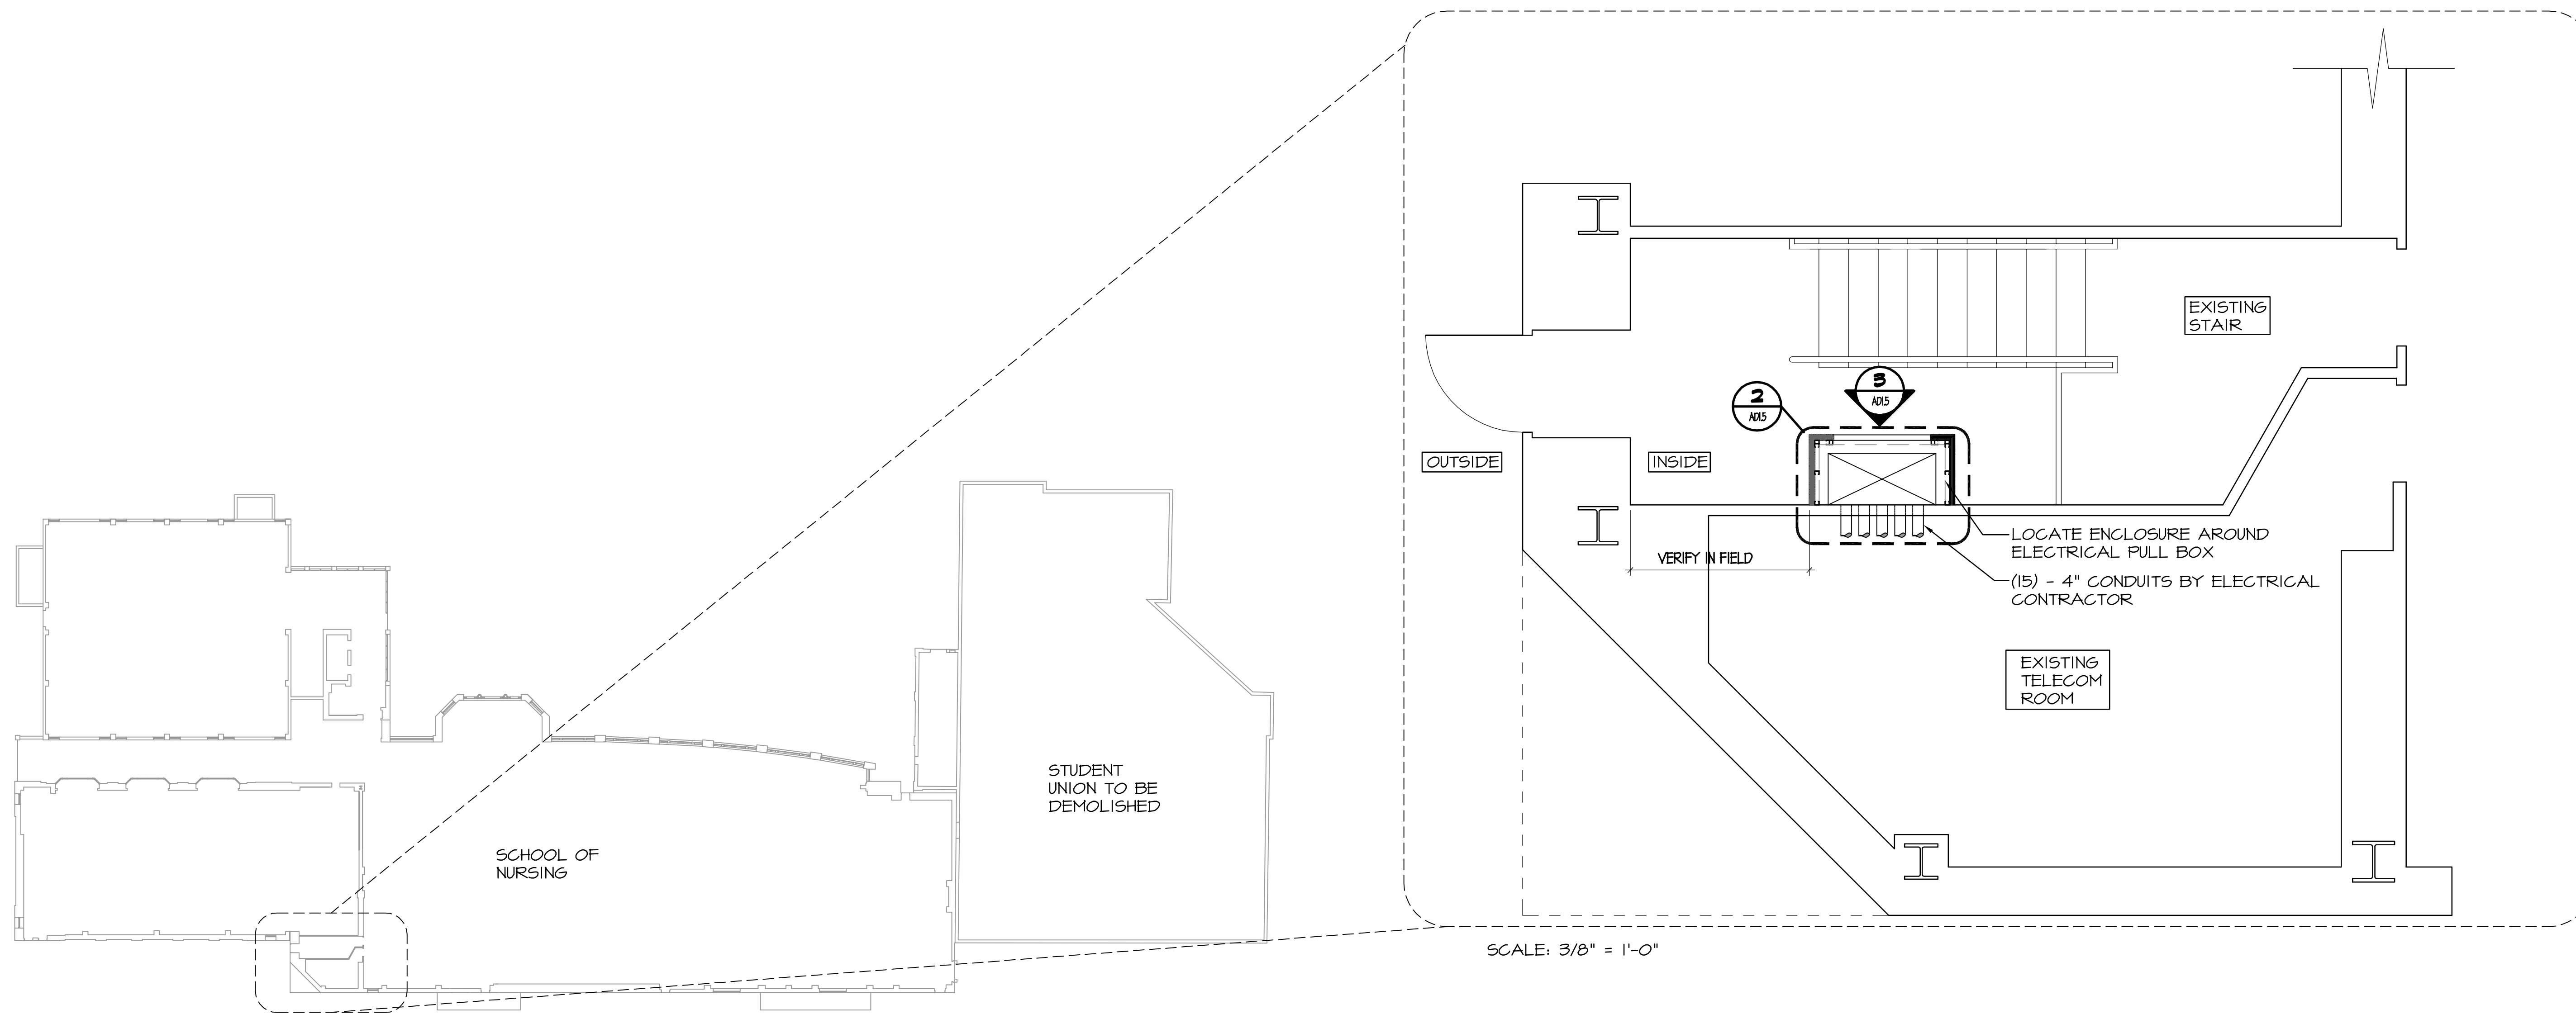 EXISTING
STAIR
3
AD1.5
2
AD1.5
OUTSIDE
INSIDE
LOCATE ENCLOSURE AROUND
ELECTRICAL PULL BOX
VERIFY IN FIELD
(15) - 4" CONDUITS BY ELECTRICAL
CONTRACTOR
EXISTING
TELECOM
ROOM
STUDENT
UNION TO BE
DEMOLISHED
SCHOOL OF
NURSING
SCALE: 3/8" = 1'-0"